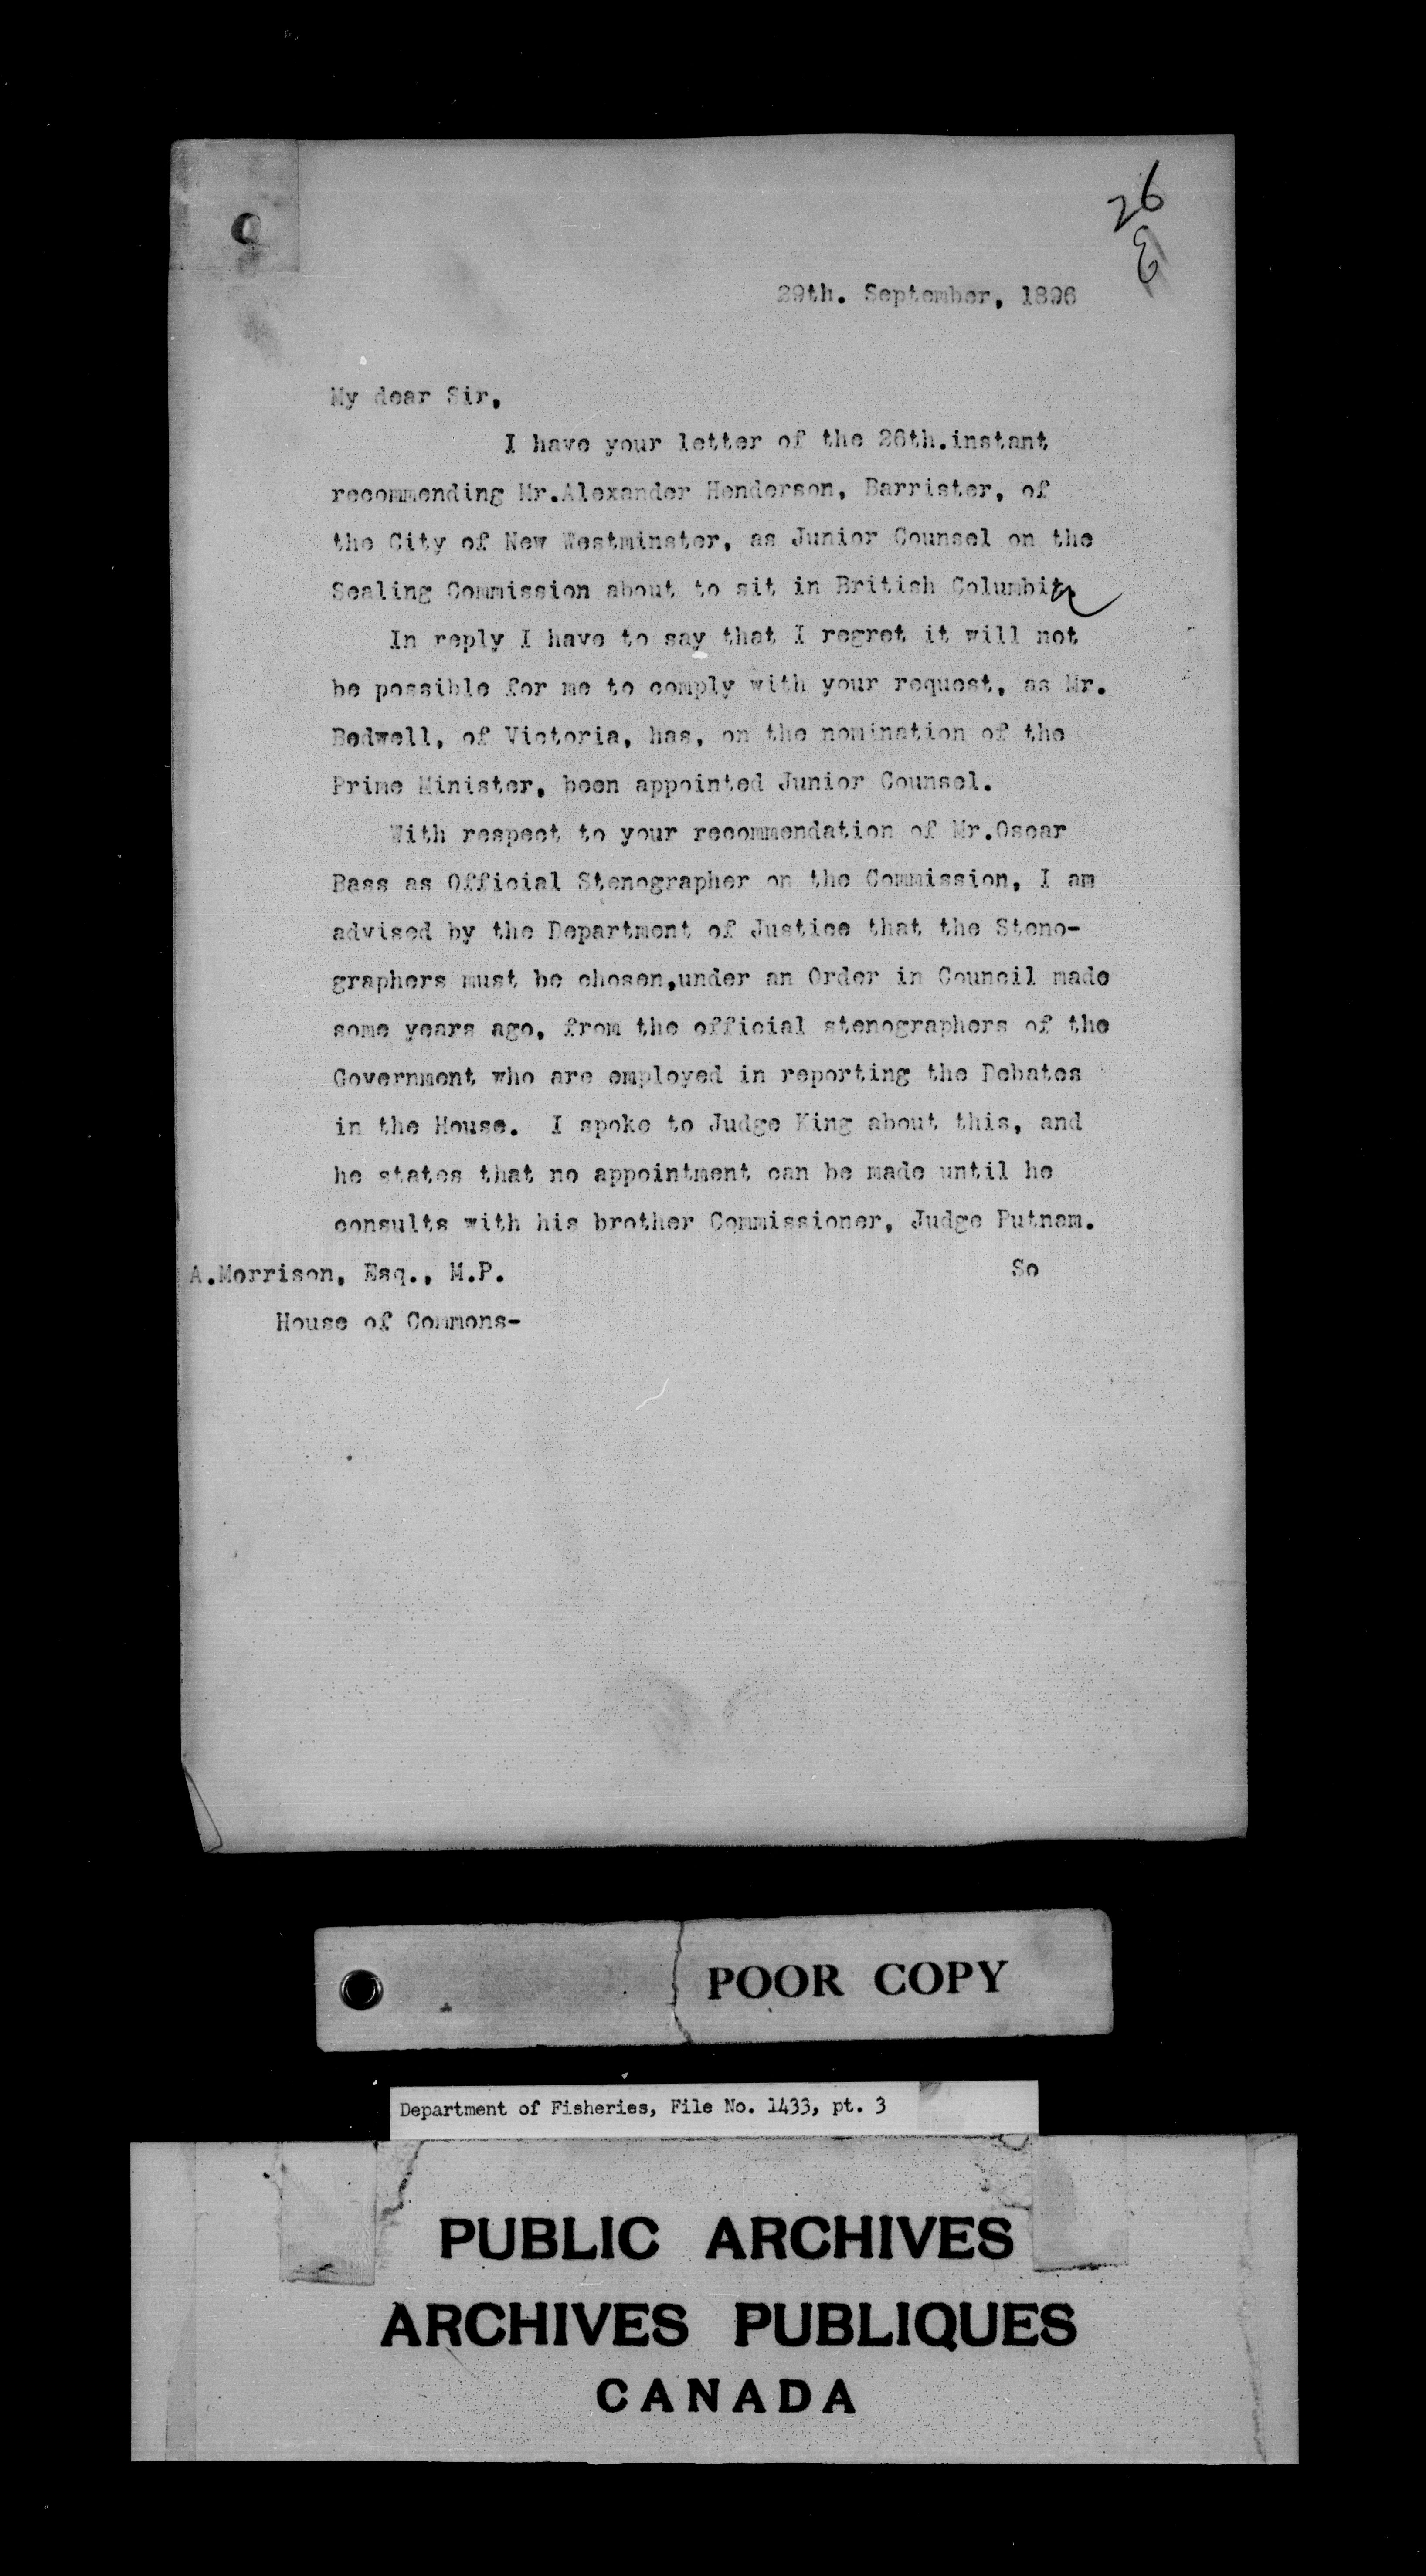 26
29th. September, 1896
My dear Sir,
I have your letter of the 26th.instant
recommending Mr.Alexander Henderson, Barrister, of
the City of New Westminster, as Junior Counsel on the
Sealing Commission about to sit in British Columbia
In reply I have to say that I regret it will not
be possible for me to comply with your request, as Mr.
Bedwell, of Victoria, has, on the nomination of the
Prime Minister, been appointed Junior Counsel.
With respect to your recommendation of Mr.Oscar
Bass as Official Stenographer on the Commission, I am
advised by the Department of Justice that the Steno-
graphers must be chosen,under an Order in Council made
some years ago, from the official stenographers of the
Government who are employed in reporting the Debates
in the House. I spoke to Judge King about this, and
he states that no appointment can be made until he
consults with his brother Commissioner, Judge Putnam.
So
A.Morrison, Esq., M.P.
House of Commons-
POOR COPY
Department of Fisheries, File No. 1433, pt. 3
PUBLIC ARCHIVES
ARCHIVES PUBLIQUES
CANADA